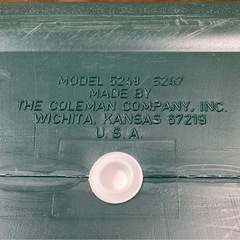 MODEL 5248 5247
MADE BY
THE COLEMAN COMPANY, INC.
WICHITA, KANSAS 67219
U.S.A.